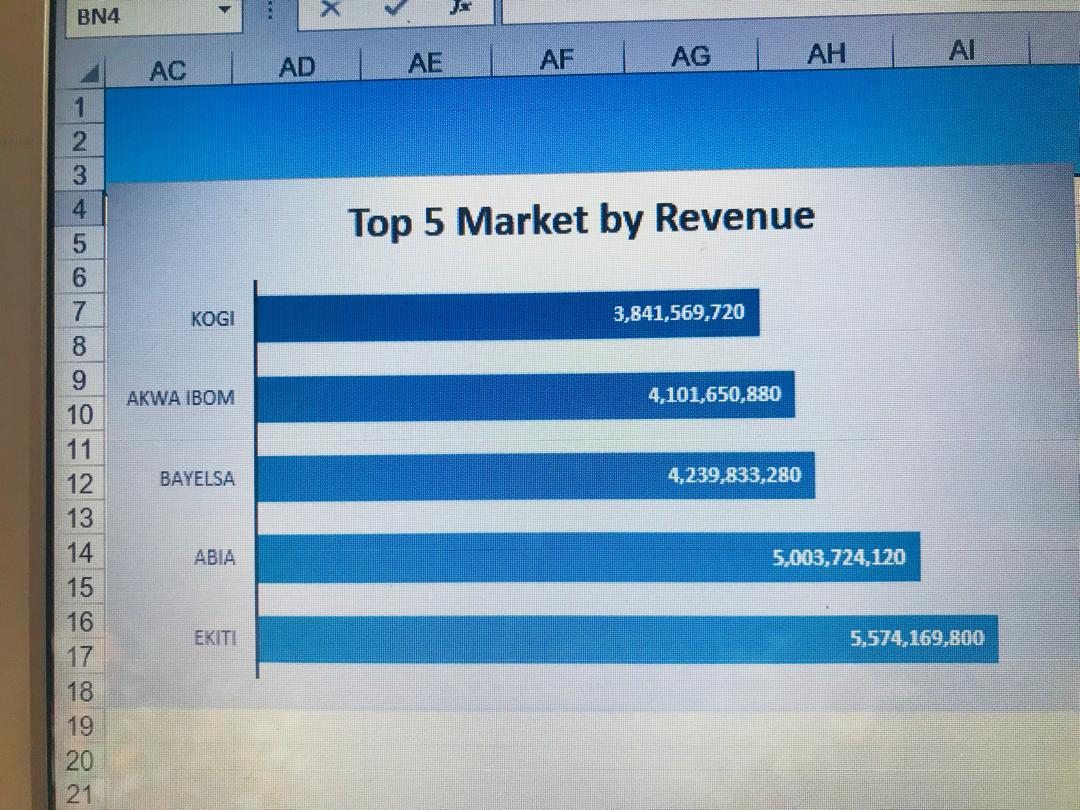 BN4
fx
AC AD AE AF AG AH AI
1
2
3
4
5
6
7
8
9
10
11
12
13
14
15
16
17
18
19
20
21
Top 5 Market by Revenue
KOGI 3,841,569,720
AKWA IBOM 4,101,650,880
BAYELSA 4,239,833,280
ABIA 5,003,724,120
EKITI 5,574,169,800